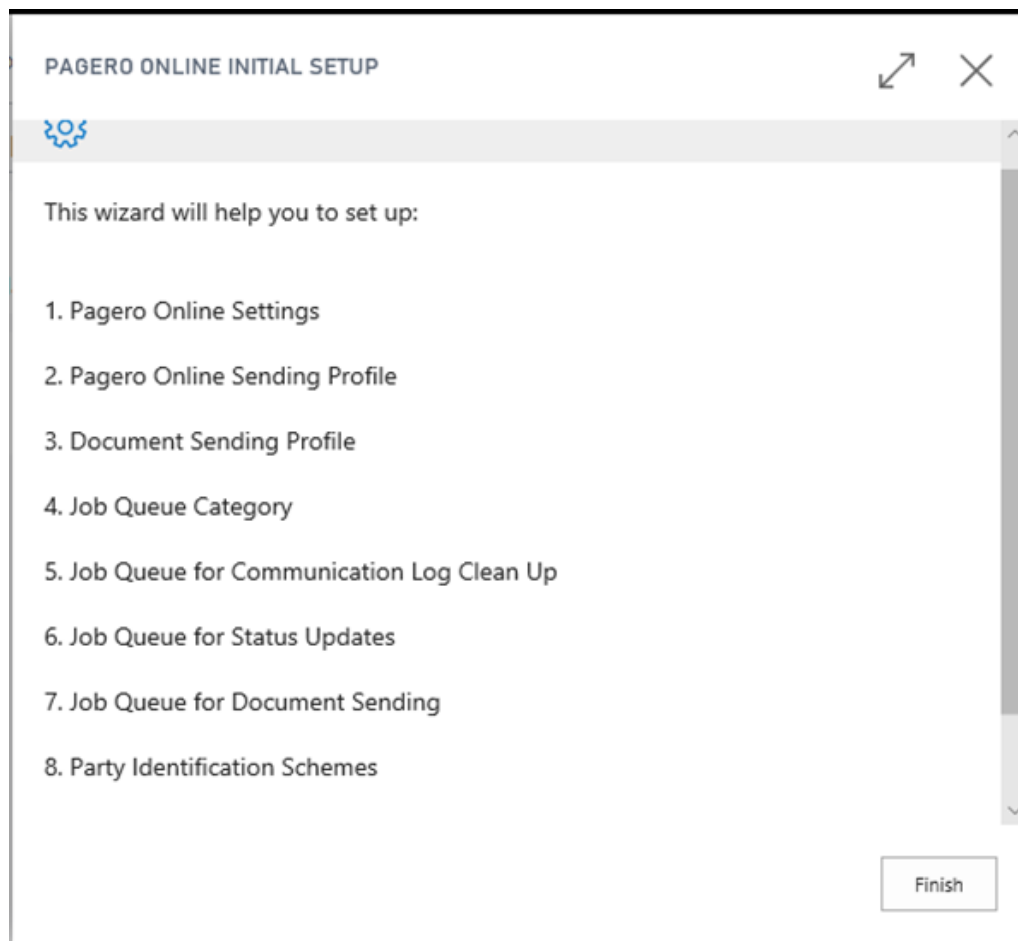 PAGERO ONLINE INITIAL SETUP
This wizard will help you to set up:
1. Pagero Online Settings
2. Pagero Online Sending Profile
3. Document Sending Profile
4. Job Queue Category
5. Job Queue for Communication Log Clean Up
6. Job Queue for Status Updates
7. Job Queue for Document Sending
8. Party Identification Schemes
Finish